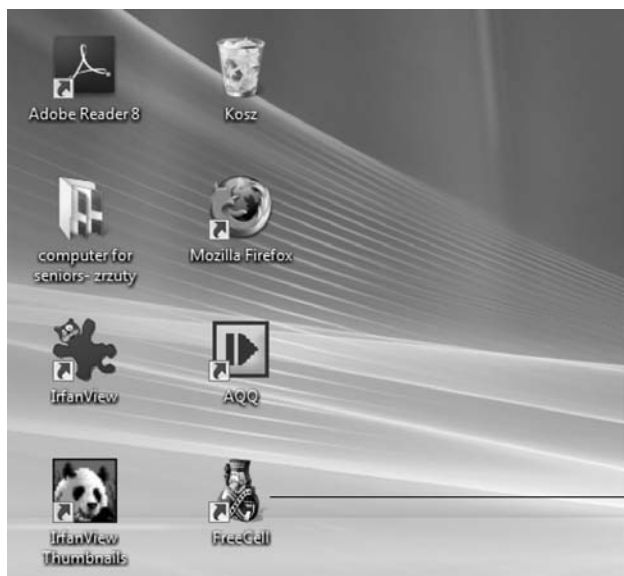 Adobe Reader 8
Kosz
computer for
seniors- zrzuty
Mozilla Firefox
IrfanView
AQQ
IrfanView
Thumbnails
FreeCell